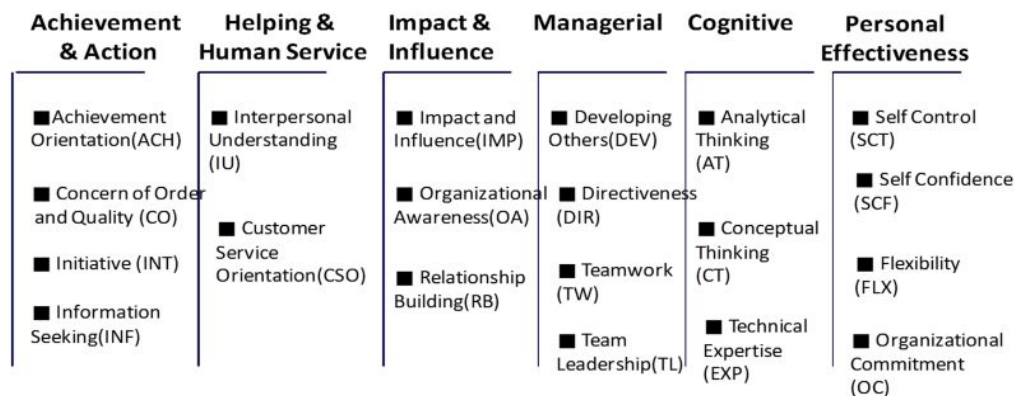 Achievement
& Action
■Achievement
Orientation(ACH)
■ Concern of Order
and Quality (CO)
■ Initiative (INT)
■ Information
Seeking(INF)
Helping &
Human Service
■ Interpersonal
Understanding
(IU)
■ Customer
Service
Orientation(CSO)
Impact &
Influence
■ Impact and
Influence(IMP)
■ Organizational
Awareness(OA)
■ Relationship
Building(RB)
Managerial
■ Developing
Others(DEV)
■ Directiveness
(DIR)
■ Teamwork
(TW)
■ Team
Leadership(TL)
Cognitive
■ Analytical
Thinking
(AT)
■ Conceptual
Thinking
(CT)
■ Technical
Expertise
(EXP)
Personal
Effectiveness
■ Self Control
(SCT)
■ Self Confidence
(SCF)
■ Flexibility
(FLX)
■ Organizational
Commitment
(OC)